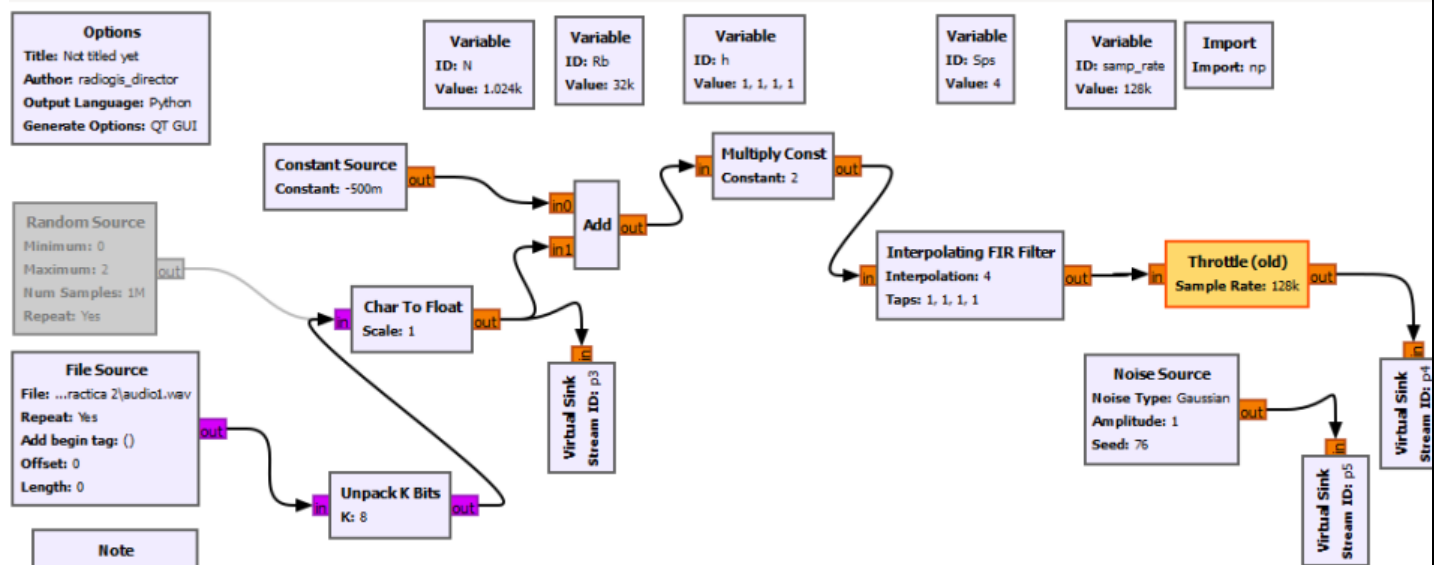 Options
Title: Not titled yet
Author: radiogis_director
Output Language: Python
Generate Options: QT GUI
Variable
ID: N
Value: 1.024k
Variable
ID: Rb
Value: 32k
Variable
ID: h
Value: 1, 1, 1, 1
Variable
ID: Sps
Value: 4
Variable
ID: samp_rate
Value: 128k
Import
Import: np
Constant Source
Constant: -500m
out
in0
in1
Add
out
in
Multiply Const
Constant: 2
out
Random Source
Minimum: 0
Maximum: 2
Num Samples: 1M
Repeat: Yes
out
in
Char To Float
Scale: 1
out
in
Interpolating FIR Filter
Interpolation: 4
Taps: 1, 1, 1, 1
out
in
Throttle (old)
Sample Rate: 128k
out
in
Virtual Sink
Stream ID: p3
in
Virtual Sink
Stream ID: p4
File Source
File: ...ractica 2\audio1.wav
Repeat: Yes
Add begin tag: ()
Offset: 0
Length: 0
out
in
Unpack K Bits
K: 8
out
Noise Source
Noise Type: Gaussian
Amplitude: 1
Seed: 76
out
in
Virtual Sink
Stream ID: p5
Note